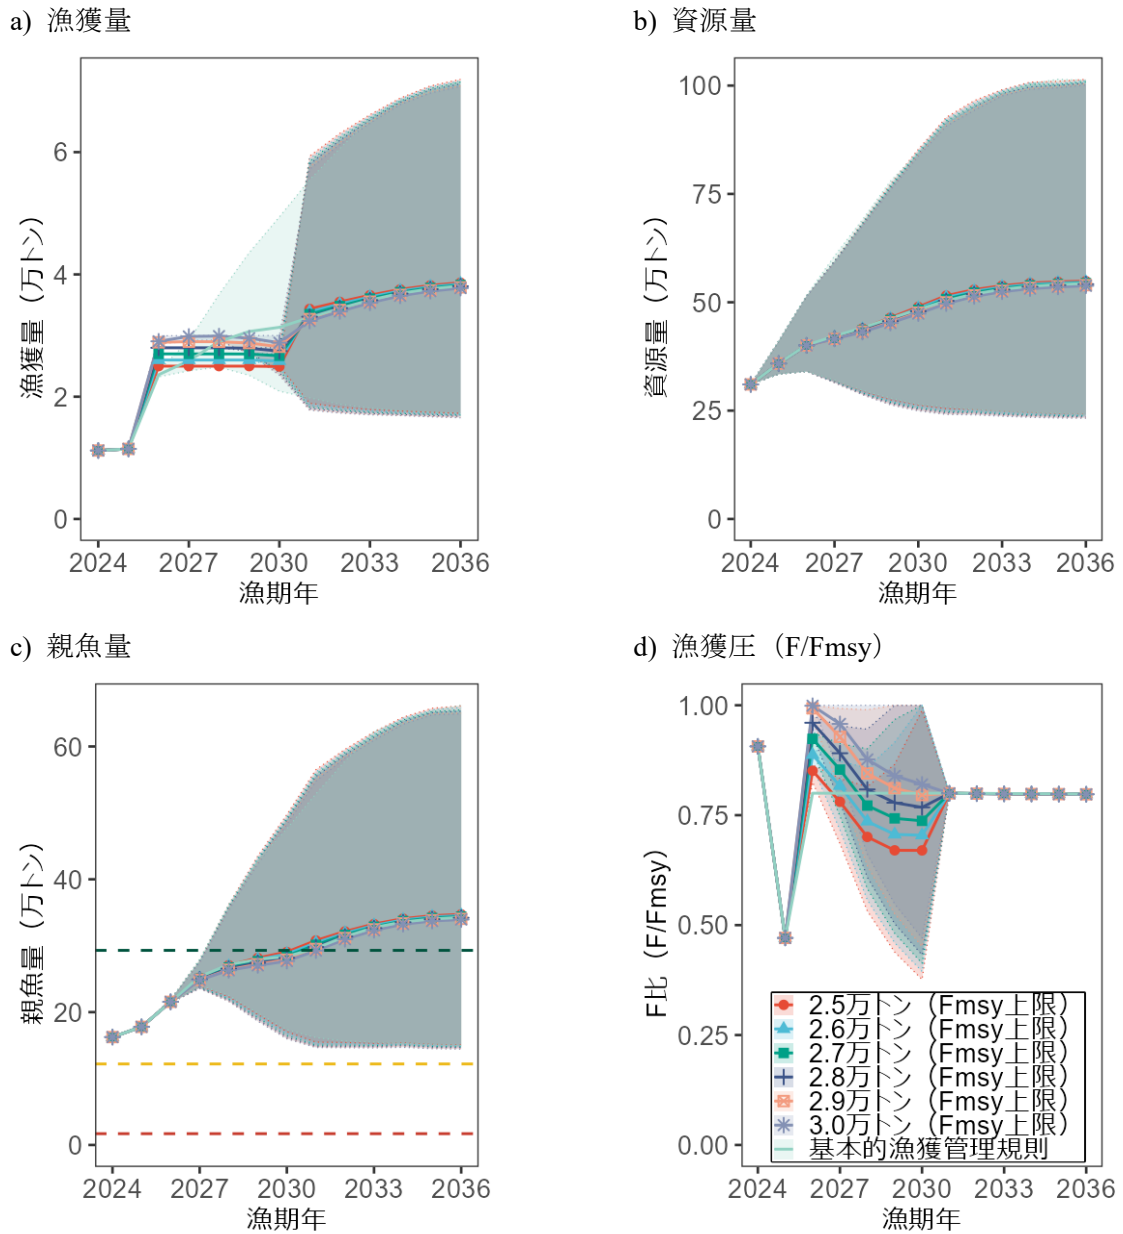 a) 漁獲量
漁獲量（万トン）
6
4
2
0
2024 2027 2030 2033 2036
漁期年
b) 資源量
資源量（万トン）
100
75
50
25
0
2024 2027 2030 2033 2036
漁期年
c) 親魚量
親魚量（万トン）
60
40
20
0
2024 2027 2030 2033 2036
漁期年
d) 漁獲圧（F/Fmsy）
F比（F/Fmsy）
1.00
0.75
0.50
0.25
0.00
2.5万トン（Fmsy上限）
2.6万トン（Fmsy上限）
2.7万トン（Fmsy上限）
2.8万トン（Fmsy上限）
2.9万トン（Fmsy上限）
3.0万トン（Fmsy上限）
基本的漁獲管理規則
2024 2027 2030 2033 2036
漁期年